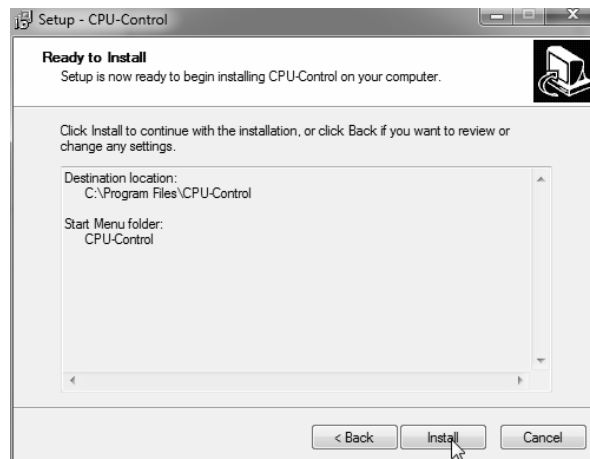 Setup - CPU-Control
Ready to Install
Setup is now ready to begin installing CPU-Control on your computer.
Click Install to continue with the installation, or click Back if you want to review or
change any settings.
Destination location:
C:\Program Files\CPU-Control
Start Menu folder:
CPU-Control
< Back
Install
Cancel